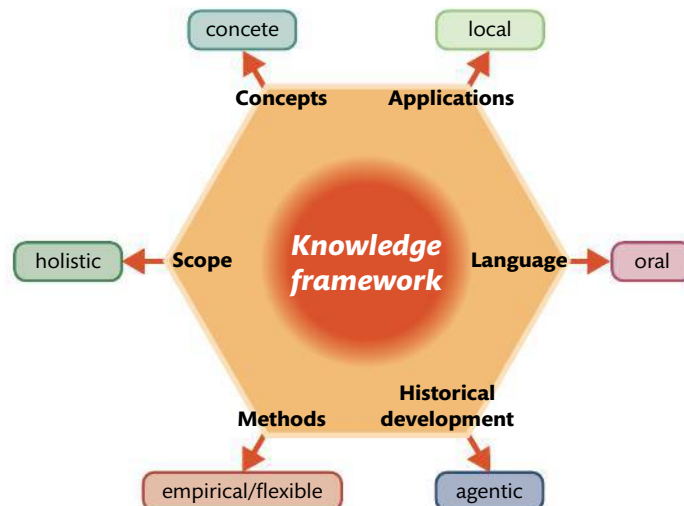 concete
local
Concepts
Applications
holistic
Scope
Knowledge
framework
Language
oral
Methods
Historical
development
empirical/flexible
agentic